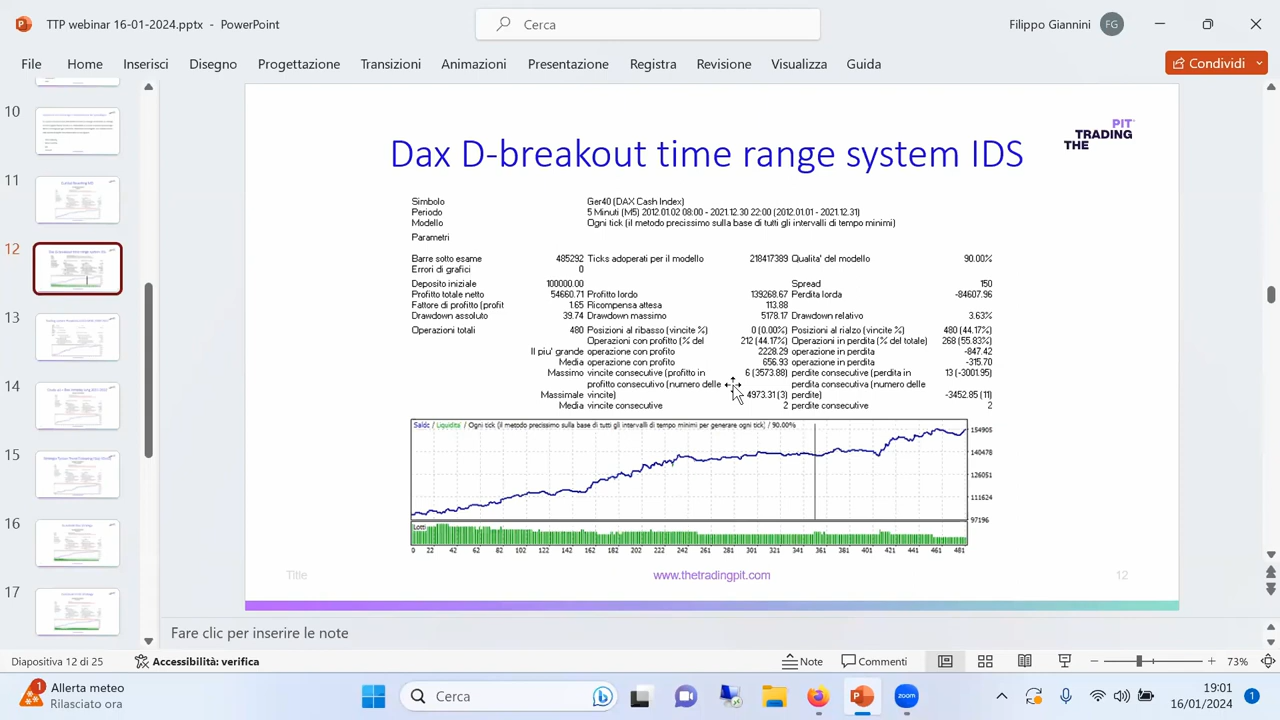 TTP webinar 16-01-2024.pptx - PowerPoint
Cerca
Filippo Giannini FG
File Home Inserisci Disegno Progettazione Transizioni Animazioni Presentazione Registra Revisione Visualizza Guida
Condividi
10
11
12
13
14
15
16
17
PIT
TRADING
THE
Dax D-breakout time range system IDS
Simbolo Ger40 (DAX Cash Index)
Periodo 5 Minuti (M5) 2012.01.02 08:00 - 2021.12.30 22:00 (2012.01.01 - 2021.12.31)
Modello Ogni tick (il metodo precissimo sulla base di tutti gli intervalli di tempo minimi)
Parametri
Barre sotto esame 485292 Ticks adoperati per il modello 218417389 Qualita' del modello 90.00%
Errori di grafici 0
Deposito iniziale 100000.00 Spread 150
Profitto totale netto 54660.71 Profitto lordo 139268.67 Perdita lorda -84607.96
Fattore di profitto (profit 1.65 Ricompensa attesa 113.88
Drawdown assoluto 39.74 Drawdown massimo 5178.17 Drawdown relativo 3.63%
Operazioni totali 480 Posizioni al ribasso (vincite %) 0 (0.00%) Posizioni al rialzo (vincite %) 480 (44.17%)
Operazioni con profitto (% del 212 (44.17%) Operazioni in perdita (% del totale) 268 (55.83%)
Il piu' grande operazione con profitto 2228.29 operazione in perdita -847.42
Media operazione con profitto 656.93 operazione in perdita -315.70
Massimo vincite consecutive (profitto in 6 (3573.88) perdite consecutive (perdita in 13 (-3001.95)
profitto consecutivo (numero delle perdita consecutiva (numero delle
Massimale vincite) 4973.31 (3) perdite) -3452.85 (11)
Media vincite consecutive 2 perdite consecutive 2
Saldo / Liquidita / Ogni tick (il metodo precissimo sulla base di tutti gli intervalli di tempo minimi per generare ogni tick) / 90.00%
154905
140478
126051
111624
97196
Lotti
0 22 42 62 81 102 122 142 162 182 202 222 242 261 281 301 321 341 361 381 401 421 441 461 481
Title www.thetradingpit.com 12
Fare clic per inserire le note
Diapositiva 12 di 25 Accessibilità: verifica Note Commenti 73%
1
Allerta meteo
Rilasciato ora
Cerca
zoom
19:01
16/01/2024
1